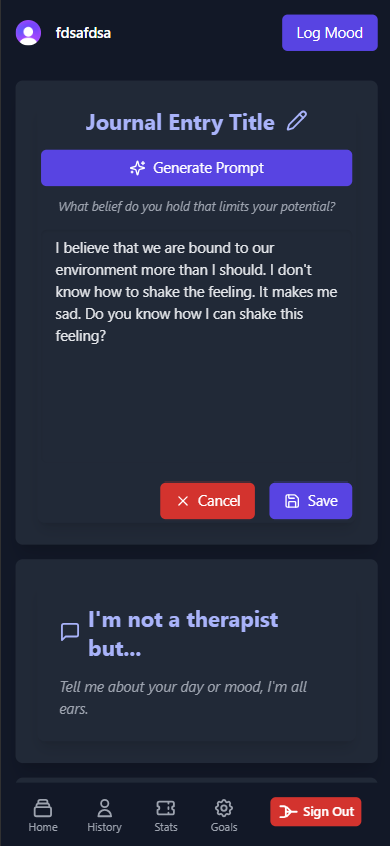 fdsafdsa
Log Mood
Journal Entry Title
Generate Prompt
What belief do you hold that limits your potential?
I believe that we are bound to our
environment more than I should. I don't
know how to shake the feeling. It makes me
sad. Do you know how I can shake this
feeling?
Cancel
Save
I'm not a therapist
but...
Tell me about your day or mood, I'm all
ears.
Home
History
Stats
Goals
Sign Out